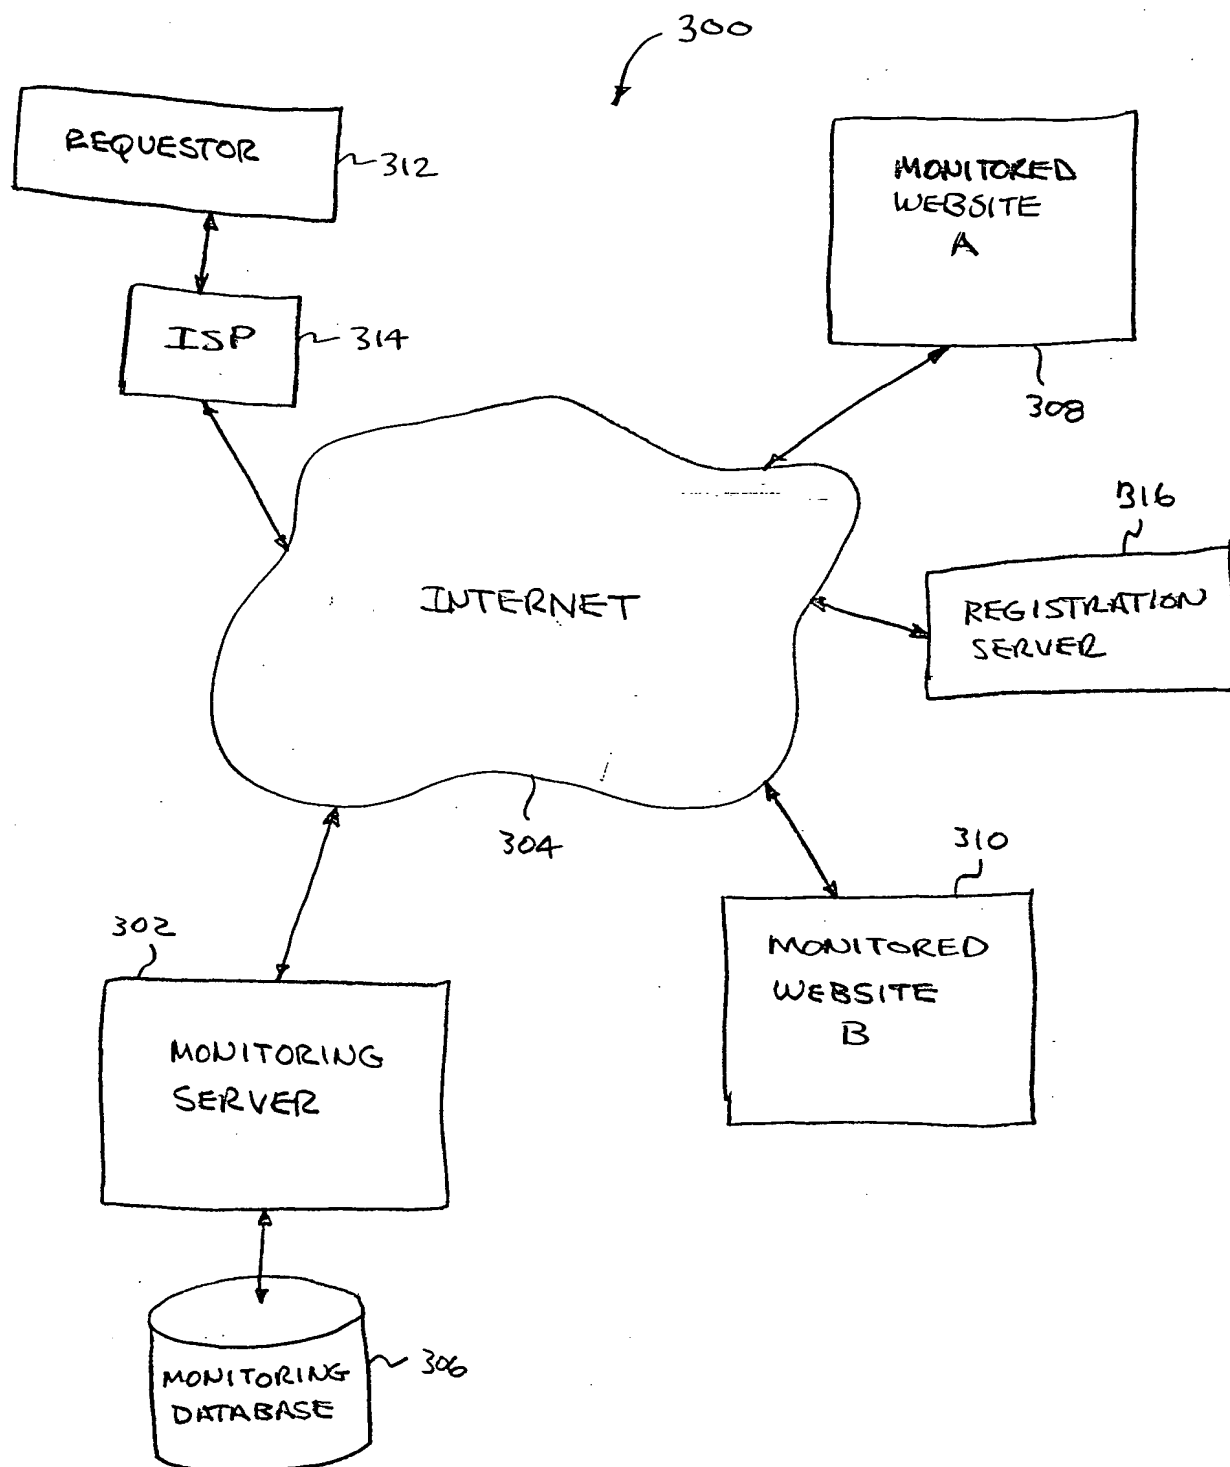 300
REQUESTOR
312
MONITORED
WEBSITE
A
ISP
314
308
316
INTERNET
REGISTRATION
SERVER
304
310
302
MONITORED
WEBSITE
B
MONITORING
SERVER
306
MONITORING
DATABASE